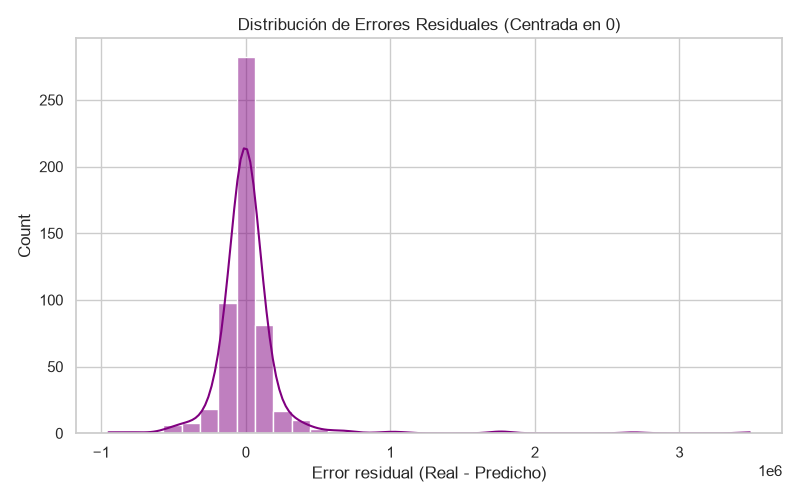 Distribución de Errores Residuales (Centrada en 0)
Count
250
200
150
100
50
0
−1
0
1
2
3
1e6
Error residual (Real - Predicho)